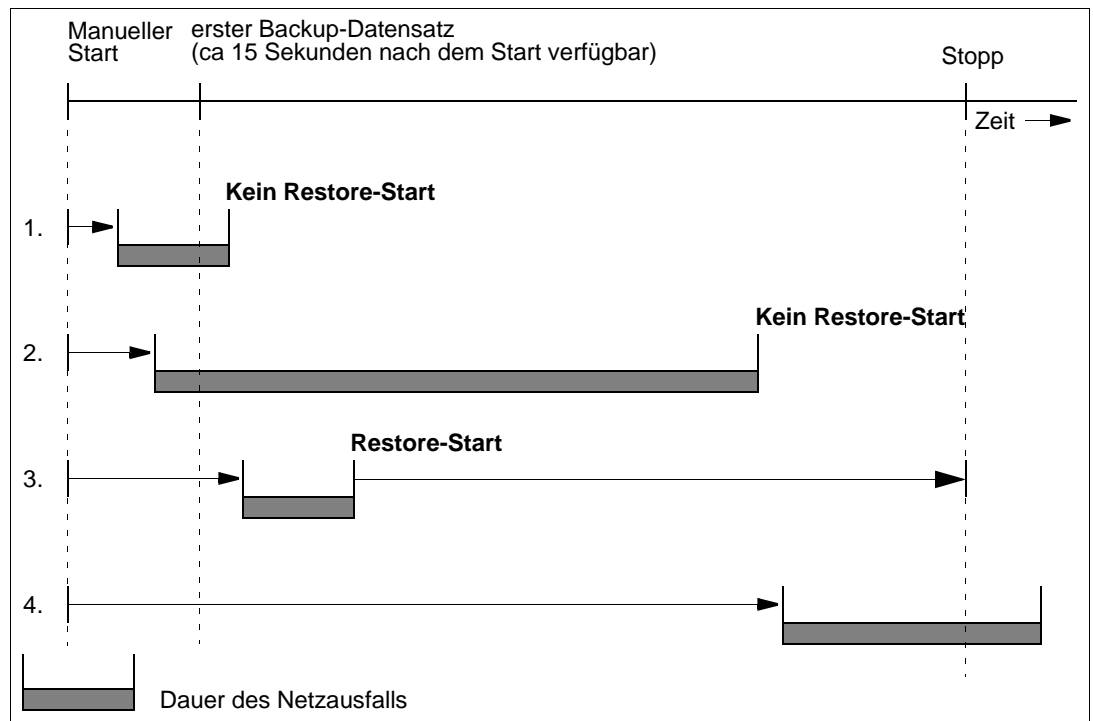 Manueller
Start
erster Backup-Datensatz
(ca 15 Sekunden nach dem Start verfügbar)
Stopp
Zeit
Kein Restore-Start
1.
Kein Restore-Start
2.
Restore-Start
3.
4.
Dauer des Netzausfalls